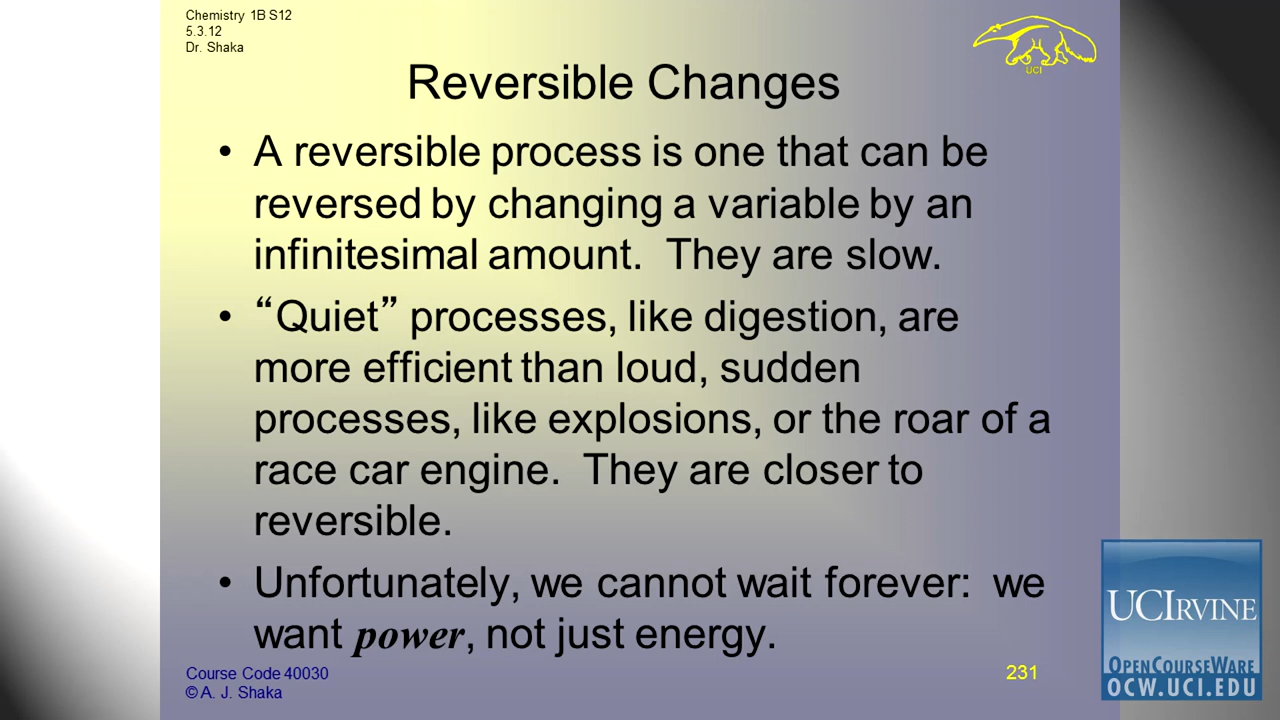 Chemistry 1B S12
5.3.12
Dr. Shaka
UCI
Reversible Changes
• A reversible process is one that can be
reversed by changing a variable by an
infinitesimal amount.  They are slow.
• “Quiet” processes, like digestion, are
more efficient than loud, sudden
processes, like explosions, or the roar of a
race car engine.  They are closer to
reversible.
• Unfortunately, we cannot wait forever:  we
want power, not just energy.
Course Code 40030
© A. J. Shaka
231
UCIRVINE
OPENCOURSEWARE
OCW.UCI.EDU